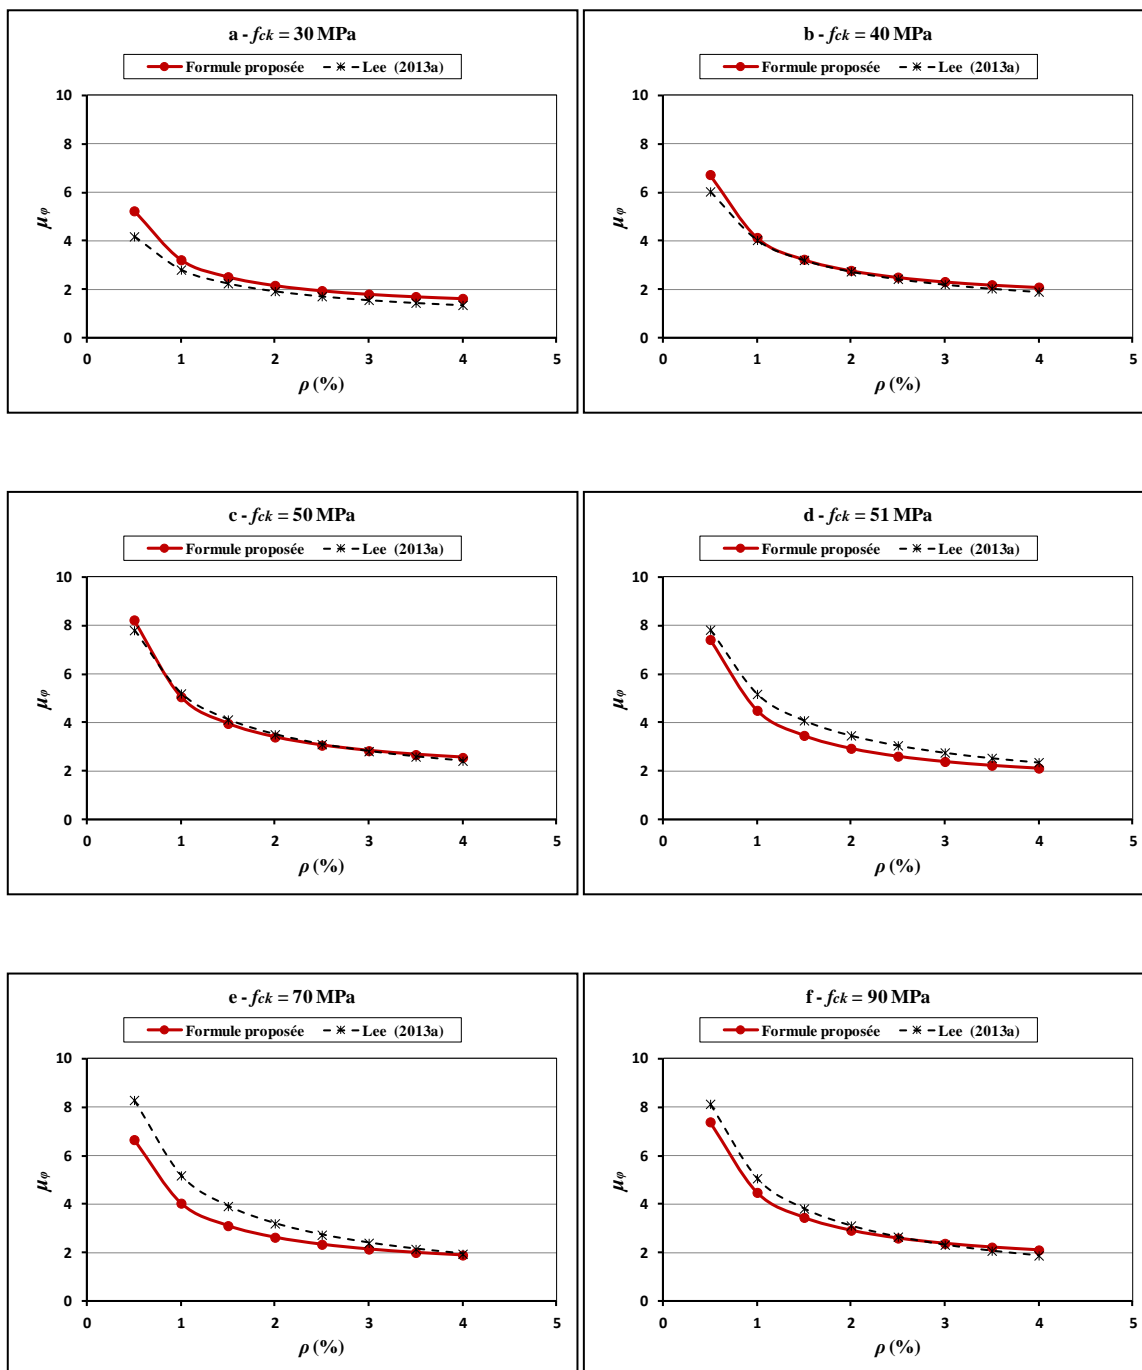 a - fck = 30 MPa
Formule proposée Lee (2013a)
10
8
6
4
2
0
μφ
0 1 2 3 4 5
ρ (%)
b - fck = 40 MPa
Formule proposée Lee (2013a)
10
8
6
4
2
0
μφ
0 1 2 3 4 5
ρ (%)
c - fck = 50 MPa
Formule proposée Lee (2013a)
10
8
6
4
2
0
μφ
0 1 2 3 4 5
ρ (%)
d - fck = 51 MPa
Formule proposée Lee (2013a)
10
8
6
4
2
0
μφ
0 1 2 3 4 5
ρ (%)
e - fck = 70 MPa
Formule proposée Lee (2013a)
10
8
6
4
2
0
μφ
0 1 2 3 4 5
ρ (%)
f - fck = 90 MPa
Formule proposée Lee (2013a)
10
8
6
4
2
0
μφ
0 1 2 3 4 5
ρ (%)